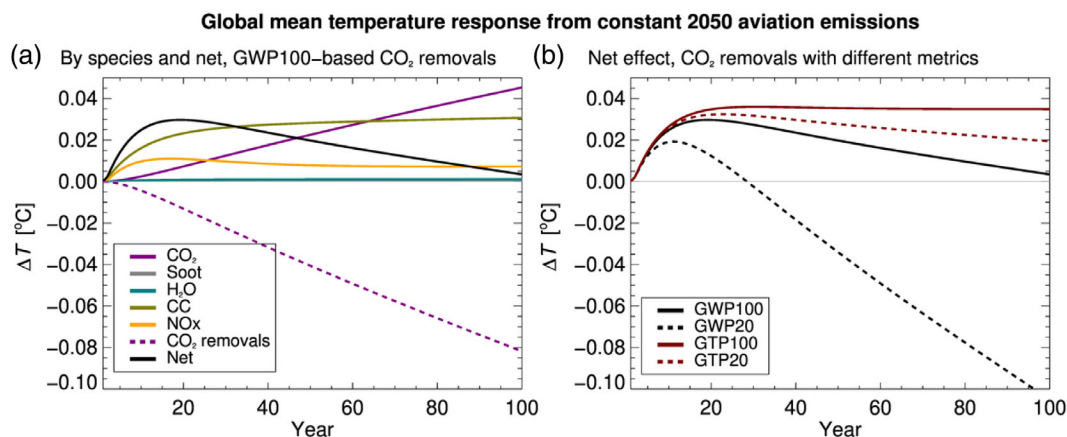 Global mean temperature response from constant 2050 aviation emissions
(a) By species and net, GWP100−based CO₂ removals
0.04
0.02
0.00
−0.02
−0.04
−0.06
−0.08
−0.10
ΔT [ºC]
CO₂
Soot
H₂O
CC
NOx
CO₂ removals
Net
20 40 60 80 100
Year
(b) Net effect, CO₂ removals with different metrics
0.04
0.02
0.00
−0.02
−0.04
−0.06
−0.08
−0.10
ΔT [ºC]
GWP100
GWP20
GTP100
GTP20
20 40 60 80 100
Year